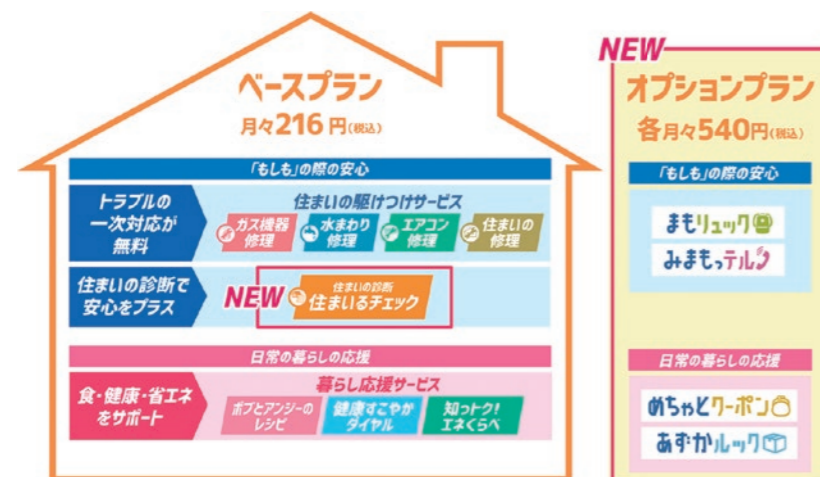 ベースプラン
月々216円(税込)
「もしも」の際の安心
トラブルの
一次対応が
無料
住まいの駆けつけサービス
ガス機器
修理
水まわり
修理
エアコン
修理
住まいの
修理
住まいの診断で
安心をプラス
NEW
住まいの診断
住まいるチェック
日常の暮らしの応援
食・健康・省エネ
をサポート
暮らし応援サービス
ボブとアンジーの
レシピ
健康すこやか
ダイヤル
知っトク!
エネくらべ
NEW
オプションプラン
各月々540円(税込)
「もしも」の際の安心
まもリュック
みまもっテル
日常の暮らしの応援
めちゃとクーポン
あずかルック